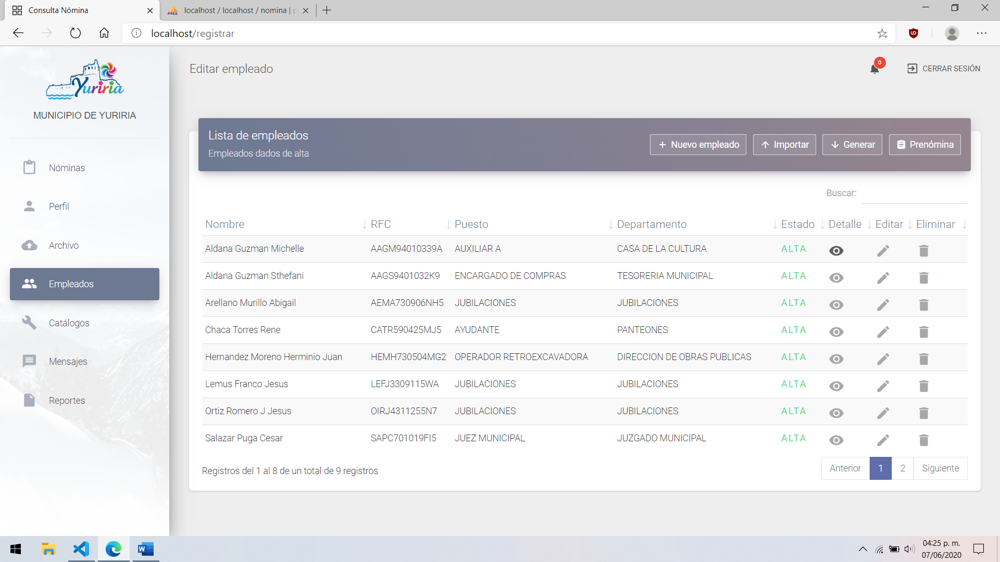 Consulta Nómina
localhost / localhost / nomina | p
localhost/registrar
Yuriria
MUNICIPIO DE YURIRIA
Nóminas
Perfil
Archivo
Empleados
Catálogos
Mensajes
Reportes
Editar empleado
0
CERRAR SESIÓN
Lista de empleados
Empleados dados de alta
Nuevo empleado
Importar
Generar
Prenómina
Buscar:
Nombre RFC Puesto Departamento Estado Detalle Editar Eliminar
Aldana Guzman Michelle AAGM94010339A AUXILIAR A CASA DE LA CULTURA ALTA
Aldana Guzman Sthefani AAGS9401032K9 ENCARGADO DE COMPRAS TESORERIA MUNICIPAL ALTA
Arellano Murillo Abigail AEMA730906NH5 JUBILACIONES JUBILACIONES ALTA
Chaca Torres Rene CATR590425MJ5 AYUDANTE PANTEONES ALTA
Hernandez Moreno Herminio Juan HEMH730504MG2 OPERADOR RETROEXCAVADORA DIRECCION DE OBRAS PUBLICAS ALTA
Lemus Franco Jesus LEFJ3309115WA JUBILACIONES JUBILACIONES ALTA
Ortiz Romero J Jesus OIRJ4311255N7 JUBILACIONES JUBILACIONES ALTA
Salazar Puga Cesar SAPC701019FI5 JUEZ MUNICIPAL JUZGADO MUNICIPAL ALTA
Registros del 1 al 8 de un total de 9 registros
Anterior 1 2 Siguiente
04:25 p. m.
07/06/2020